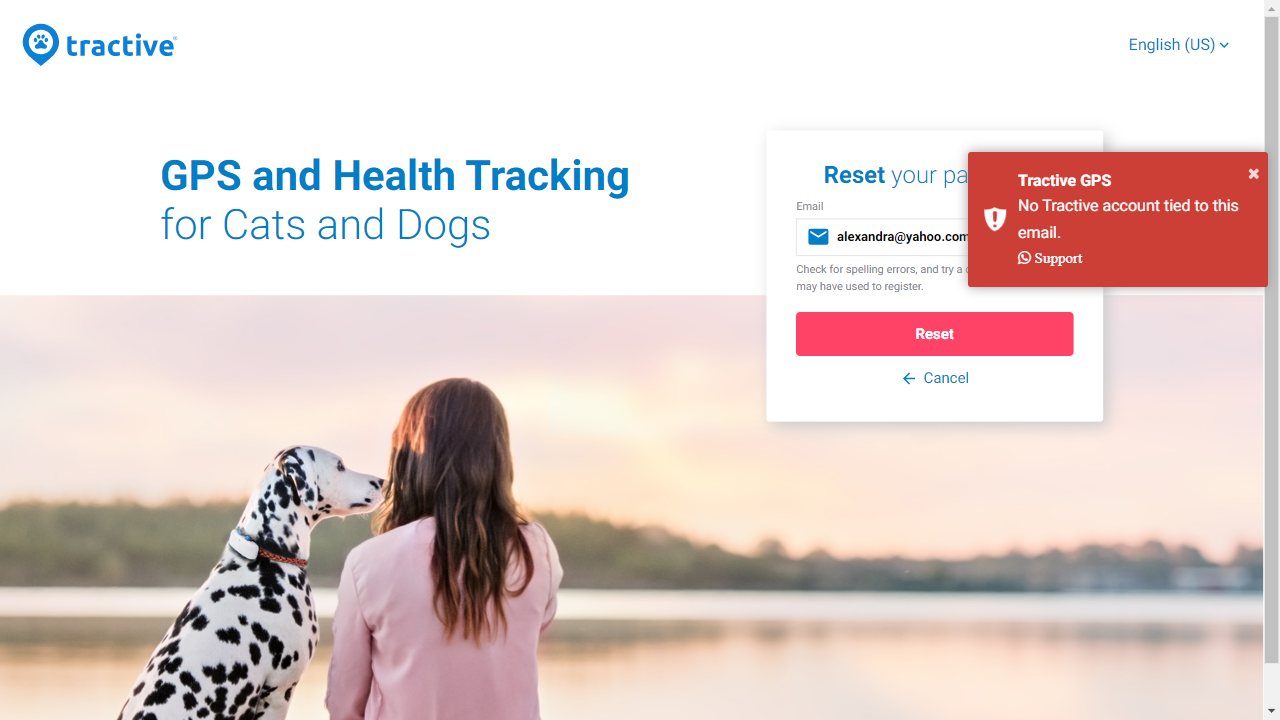 tractive
English (US)
GPS and Health Tracking
for Cats and Dogs
Reset your pa
Email
alexandra@yahoo.com
Check for spelling errors, and try a
may have used to register.
Reset
Cancel
Tractive GPS
No Tractive account tied to this
email.
Support